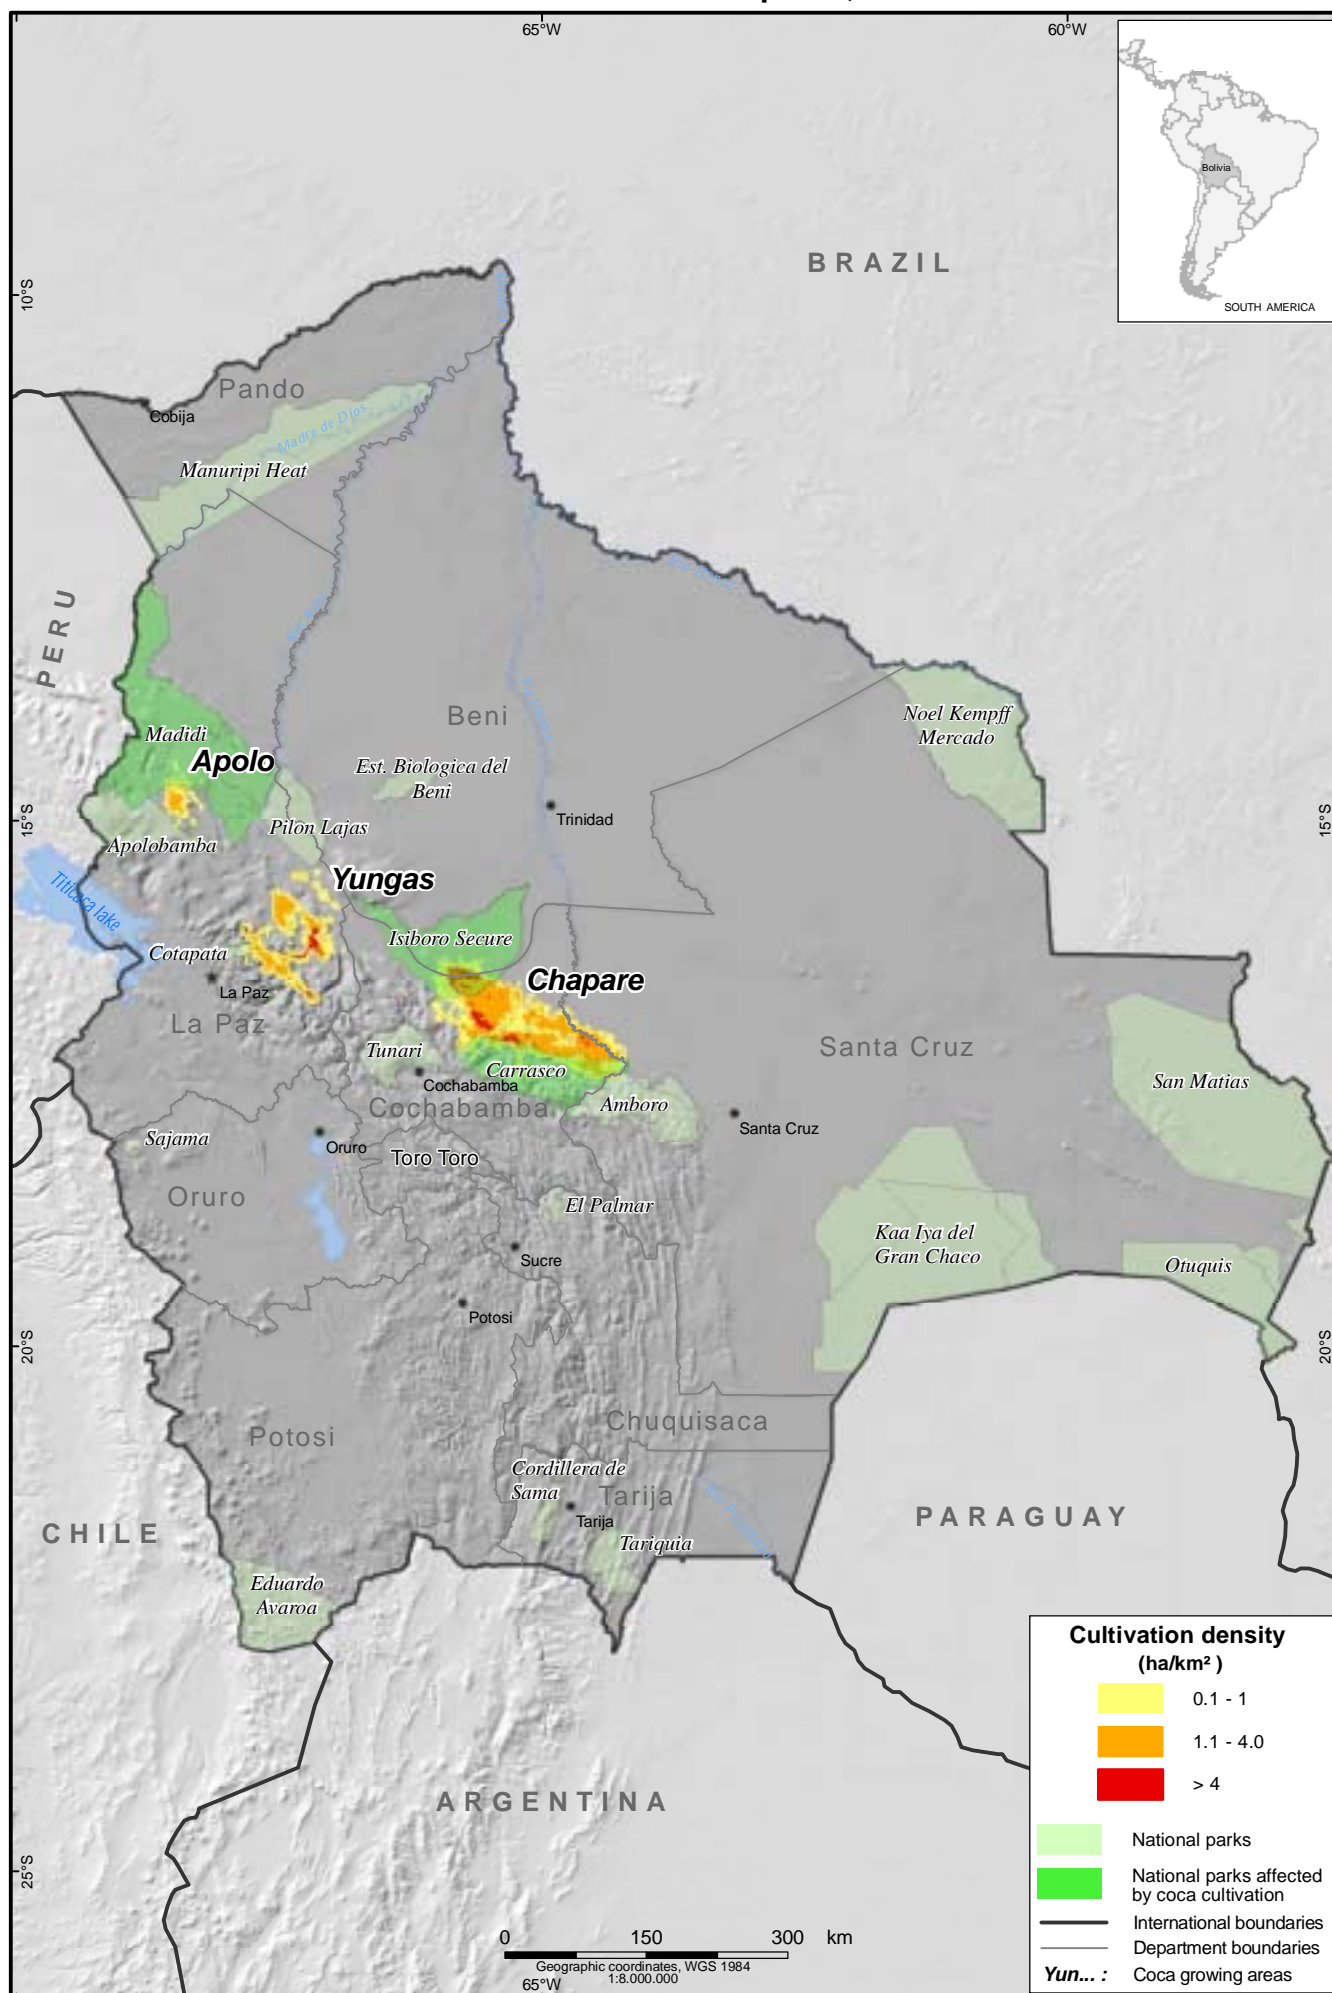 65°W
60°W
Bolivia
SOUTH AMERICA
BRAZIL
10°S
Pando
Cobija
Madre de Dios
Manuripi Heat
PERU
Beni
Noel Kempff
Mercado
Madidi
Apolo
Est. Biologica del
Beni
Trinidad
15°S
15°S
Pilon Lajas
Apolobamba
Titicaca lake
Yungas
Isiboro Secure
Cotapata
Chapare
La Paz
La Paz
Tunari
Carrasco
Cochabamba
Cochabamba
Amboro
Santa Cruz
Santa Cruz
San Matias
Sajama
Oruro
Toro Toro
Oruro
El Palmar
Kaa Iya del
Gran Chaco
Otuquis
Sucre
Potosi
20°S
20°S
Chuquisaca
Potosi
Cordillera de
Sama
Tarija
Tarija
Tariquia
CHILE
PARAGUAY
Eduardo
Avaroa
ARGENTINA
25°S
Cultivation density
(ha/km² )
0.1 - 1
1.1 - 4.0
> 4
National parks
National parks affected
by coca cultivation
International boundaries
Department boundaries
Yun... : Coca growing areas
0 150 300 km
Geographic coordinates, WGS 1984
1:8.000.000
65°W